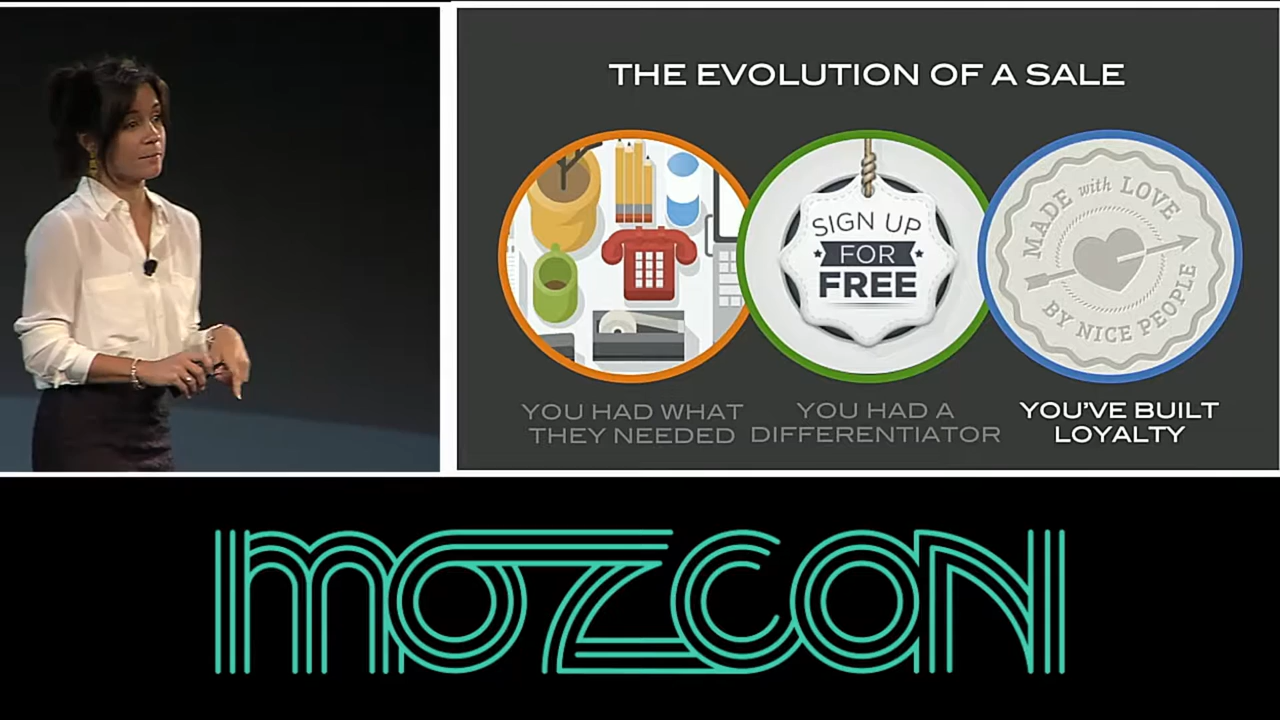 THE EVOLUTION OF A SALE
SIGN UP
FOR
FREE
MADE with LOVE
BY NICE PEOPLE
YOU HAD WHAT
THEY NEEDED
YOU HAD A
DIFFERENTIATOR
YOU'VE BUILT
LOYALTY
mozcon